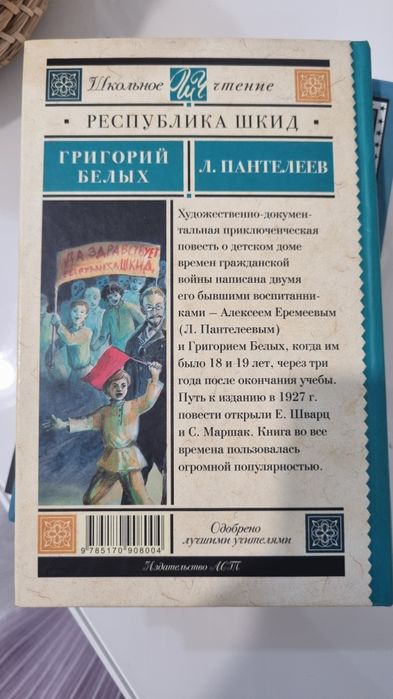 Школьное ЧИЧ чтение
· РЕСПУБЛИКА ШКИД ·
ГРИГОРИЙ
БЕЛЫХ
Л. ПАНТЕЛЕЕВ
ДА ЗДРАВСТВУЕТ
РЕСПУБЛИКА ШКИД
Художественно-докумен-
тальная приключенческая
повесть о детском доме
времен гражданской
войны написана двумя
его бывшими воспитанни-
ками – Алексеем Еремеевым
(Л. Пантелеевым)
и Григорием Белых, когда им
было 18 и 19 лет, через три
года после окончания учебы.
Путь к изданию в 1927 г.
повести открыли Е. Шварц
и С. Маршак. Книга во все
времена пользовалась
огромной популярностью.
9 785170 908004
Одобрено
лучшими учителями
Издательство АСТ